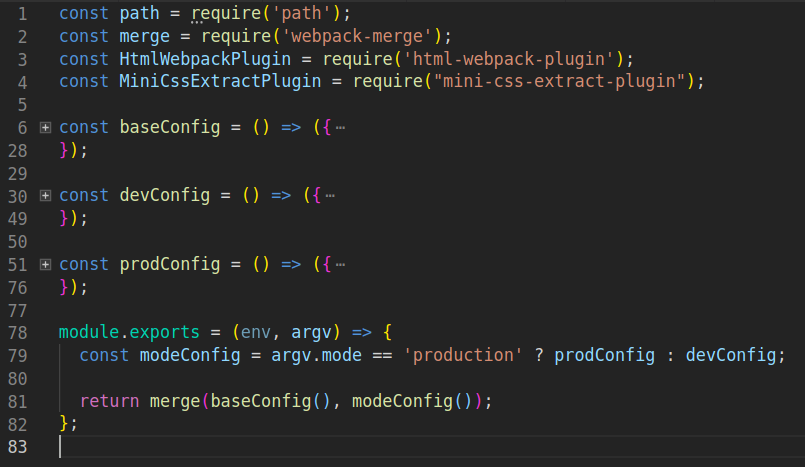 1 const path = require('path');
2 const merge = require('webpack-merge');
3 const HtmlWebpackPlugin = require('html-webpack-plugin');
4 const MiniCssExtractPlugin = require("mini-css-extract-plugin");
5
6 const baseConfig = () => ({ ⋯
28 });
29
30 const devConfig = () => ({ ⋯
49 });
50
51 const prodConfig = () => ({ ⋯
76 });
77
78 module.exports = (env, argv) => {
79   const modeConfig = argv.mode == 'production' ? prodConfig : devConfig;
80
81   return merge(baseConfig(), modeConfig());
82 };
83